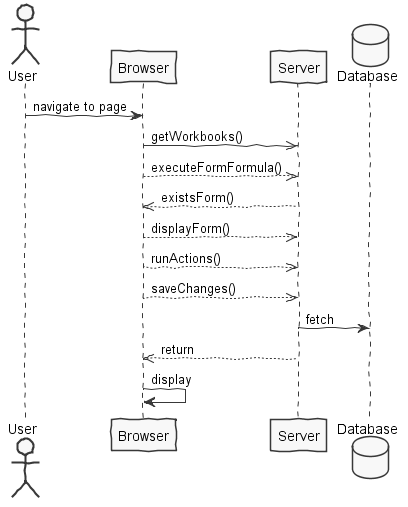 User
Browser
Server
Database
navigate to page
getWorkbooks()
executeFormFormula()
existsForm()
displayForm()
runActions()
saveChanges()
fetch
return
display
User
Browser
Server
Database